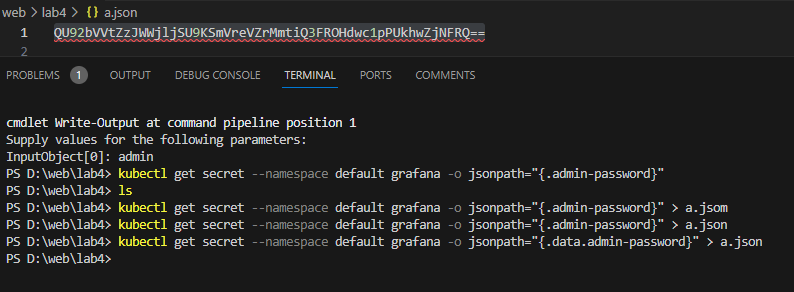 web > lab4 > {} a.json
1 QU92bVVtZzJWWjljSU9KSmVreVZrMmtiQ3FROHdwc1pPUkhwZjNFRQ==
2
PROBLEMS 1 OUTPUT DEBUG CONSOLE TERMINAL PORTS COMMENTS
cmdlet Write-Output at command pipeline position 1
Supply values for the following parameters:
InputObject[0]: admin
PS D:\web\lab4> kubectl get secret --namespace default grafana -o jsonpath="{.admin-password}"
PS D:\web\lab4> ls
PS D:\web\lab4> kubectl get secret --namespace default grafana -o jsonpath="{.admin-password}" > a.jsom
PS D:\web\lab4> kubectl get secret --namespace default grafana -o jsonpath="{.admin-password}" > a.json
PS D:\web\lab4> kubectl get secret --namespace default grafana -o jsonpath="{.data.admin-password}" > a.json
PS D:\web\lab4>